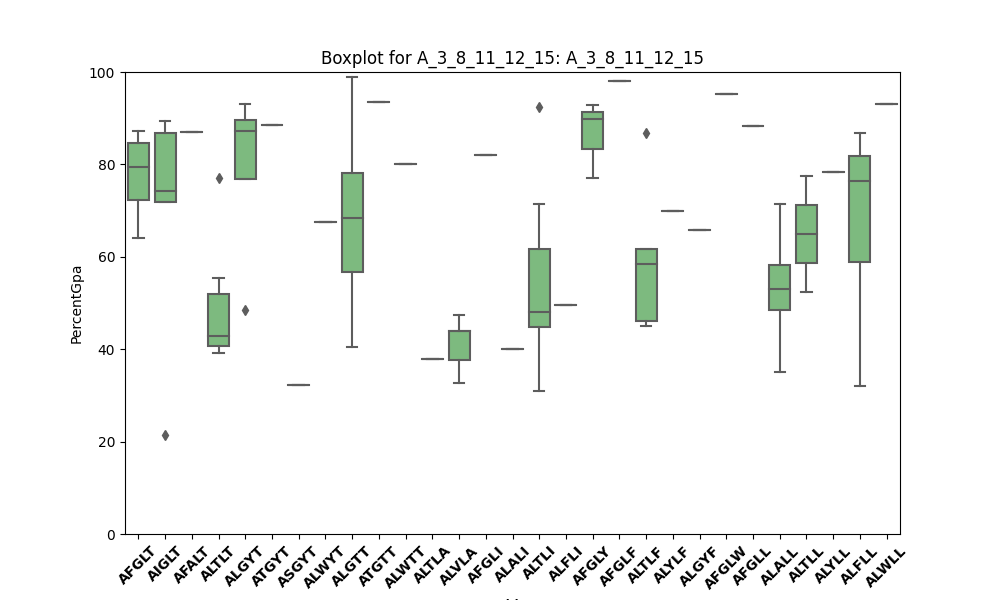 Boxplot for A_3_8_11_12_15: A_3_8_11_12_15
PercentGpa
100
80
60
40
20
0
AFGLT
AIGLT
AFALT
ALTLT
ALGYT
ATGYT
ASGYT
ALWYT
ALGTT
ATGTT
ALWTT
ALTLA
ALVLA
AFGLI
ALALI
ALTLI
ALFLI
AFGLY
AFGLF
ALTLF
ALYLF
ALGYF
AFGLW
AFGLL
ALALL
ALTLL
ALYLL
ALFLL
ALWLL